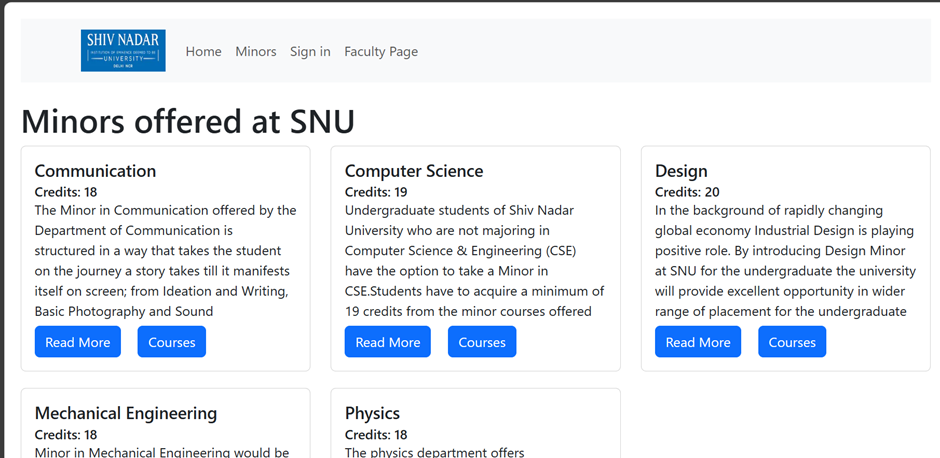 SHIV NADAR
INSTITUTION OF EMINENCE DEEMED TO BE
UNIVERSITY
DELHI NCR
Home Minors Sign in Faculty Page
Minors offered at SNU
Communication
Credits: 18
The Minor in Communication offered by the
Department of Communication is
structured in a way that takes the student
on the journey a story takes till it manifests
itself on screen; from Ideation and Writing,
Basic Photography and Sound
Read More Courses
Computer Science
Credits: 19
Undergraduate students of Shiv Nadar
University who are not majoring in
Computer Science & Engineering (CSE)
have the option to take a Minor in
CSE.Students have to acquire a minimum of
19 credits from the minor courses offered
Read More Courses
Design
Credits: 20
In the background of rapidly changing
global economy Industrial Design is playing
positive role. By introducing Design Minor
at SNU for the undergraduate the university
will provide excellent opportunity in wider
range of placement for the undergraduate
Read More Courses
Mechanical Engineering
Credits: 18
Minor in Mechanical Engineering would be
Physics
Credits: 18
The physics department offers